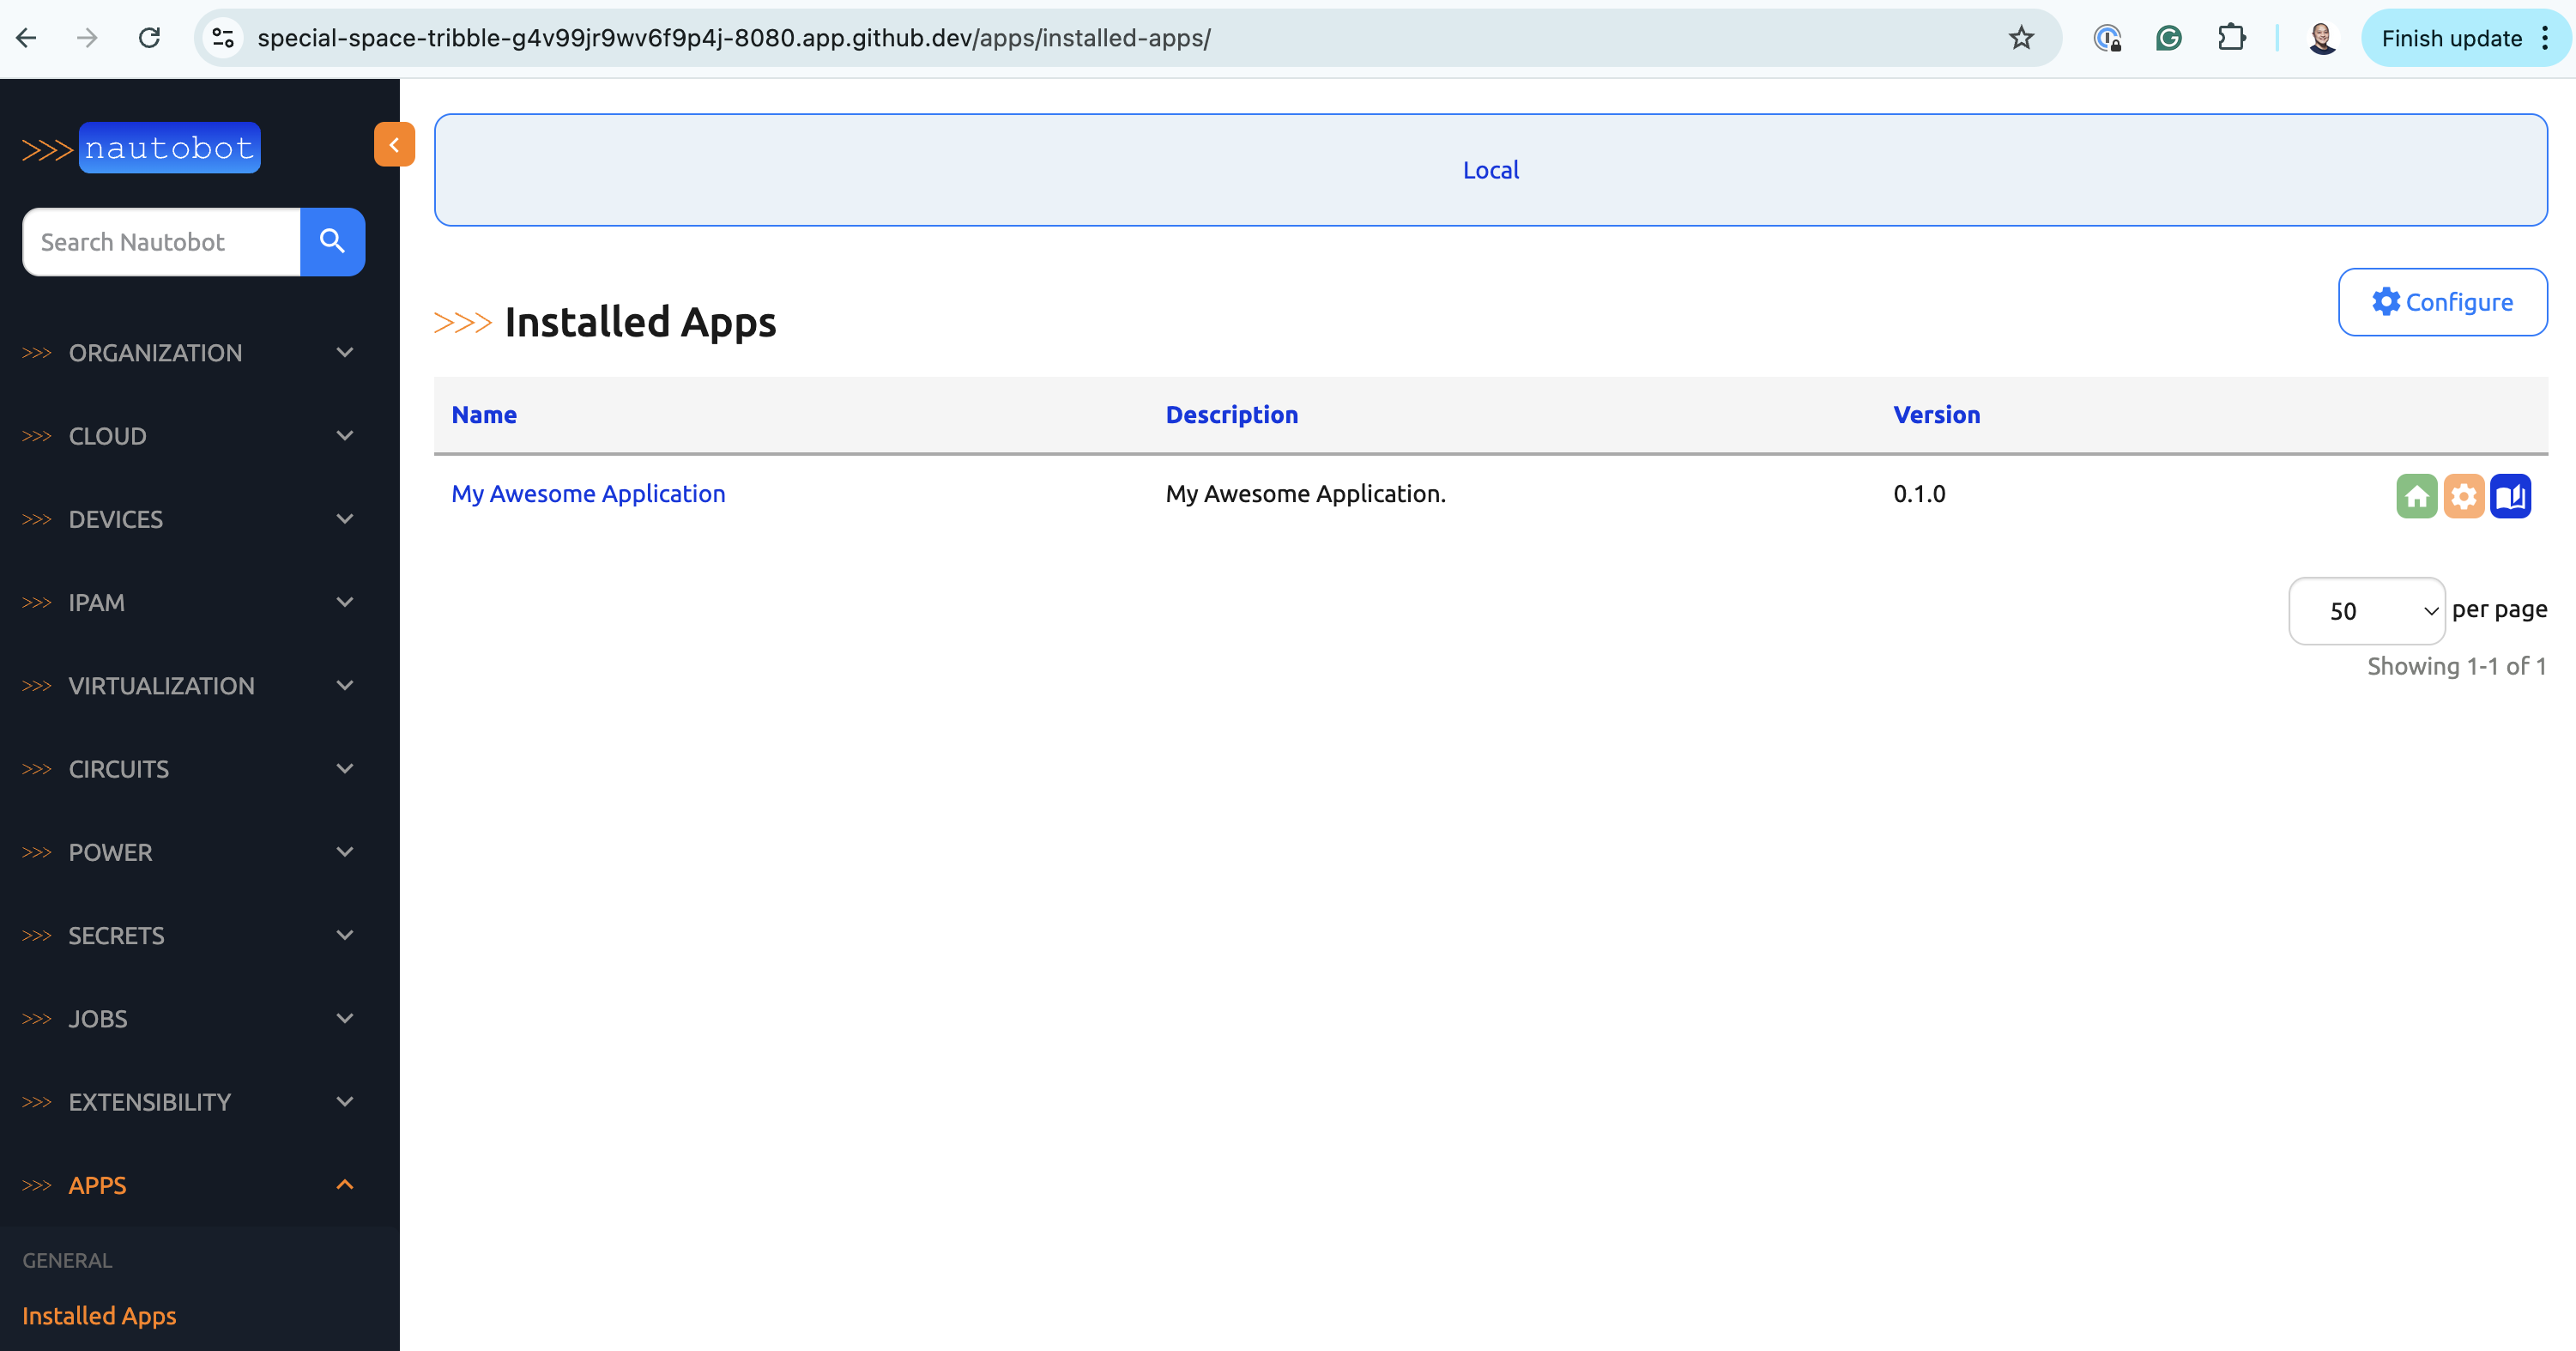 special-space-tribble-g4v99jr9wv6f9p4j-8080.app.github.dev/apps/installed-apps/
Finish update
>>> nautobot
Search Nautobot
>>> ORGANIZATION
>>> CLOUD
>>> DEVICES
>>> IPAM
>>> VIRTUALIZATION
>>> CIRCUITS
>>> POWER
>>> SECRETS
>>> JOBS
>>> EXTENSIBILITY
>>> APPS
GENERAL
Installed Apps
Local
>>> Installed Apps
Configure
Name Description Version
My Awesome Application My Awesome Application. 0.1.0
50 per page
Showing 1-1 of 1